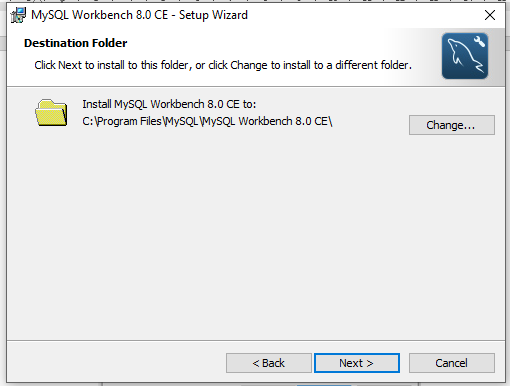 MySQL Workbench 8.0 CE - Setup Wizard
Destination Folder
Click Next to install to this folder, or click Change to install to a different folder.
Install MySQL Workbench 8.0 CE to:
C:\Program Files\MySQL\MySQL Workbench 8.0 CE\
Change...
< Back
Next >
Cancel